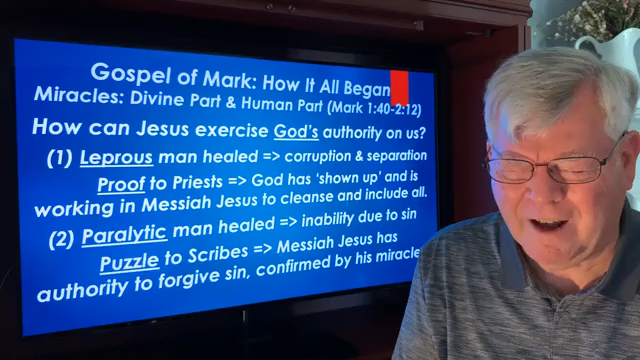 Gospel of Mark: How It All Began
Miracles: Divine Part & Human Part (Mark 1:40-2:12)
How can Jesus exercise God's authority on us?
(1) Leprous man healed => corruption & separation
Proof to Priests => God has 'shown up' and is
working in Messiah Jesus to cleanse and include all.
(2) Paralytic man healed => inability due to sin
Puzzle to Scribes => Messiah Jesus has
authority to forgive sin, confirmed by his miracle